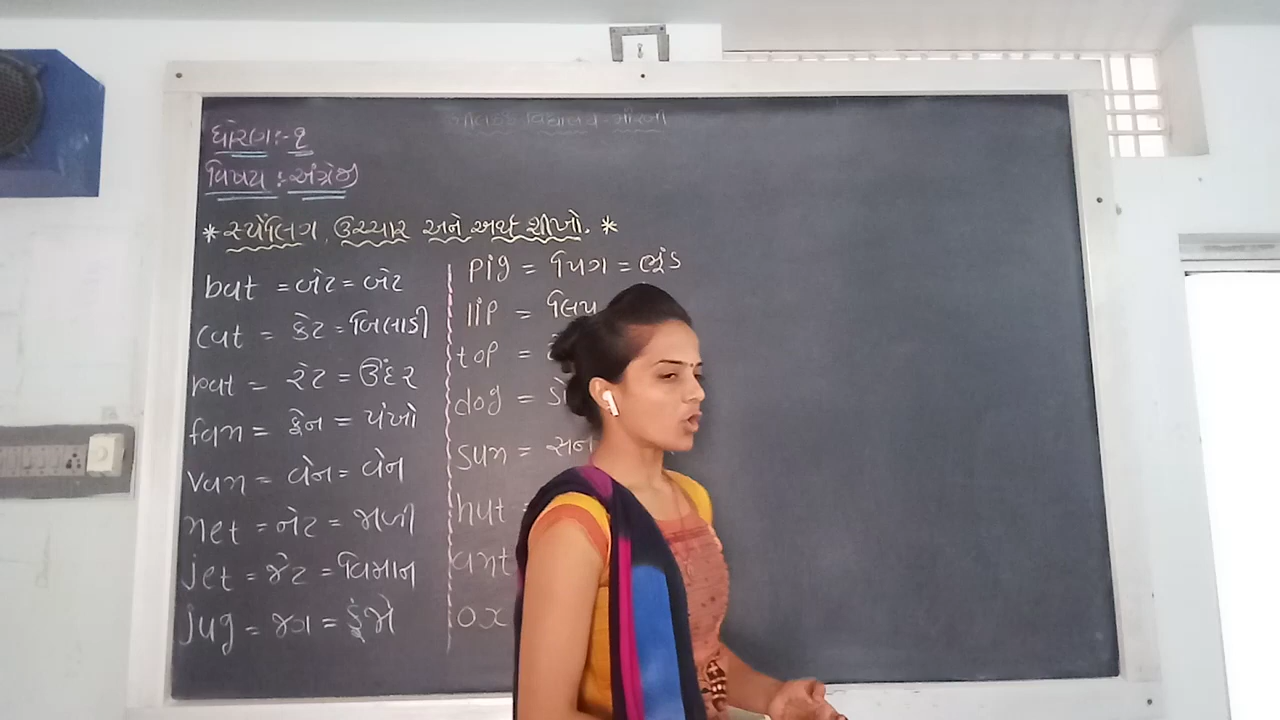 ધોરણઃ-૧
વિષય : અંગ્રેજી
* સ્પેલિંગ, ઉચ્ચાર અને અર્થ શીખો. *
bat = બેટ = બેટ
cat = કેટ = બિલાડી
rat = રેટ = ઊંદર
fan = ફેન = પંખો
van = વેન = વેન
net = નેટ = જાળી
jet = જેટ = વિમાન
jug = જગ = કુંજો
pig = પિગ = ભૂંડ
lip = લિપ
top =
dog =
sun = સન
hut =
ant
ox